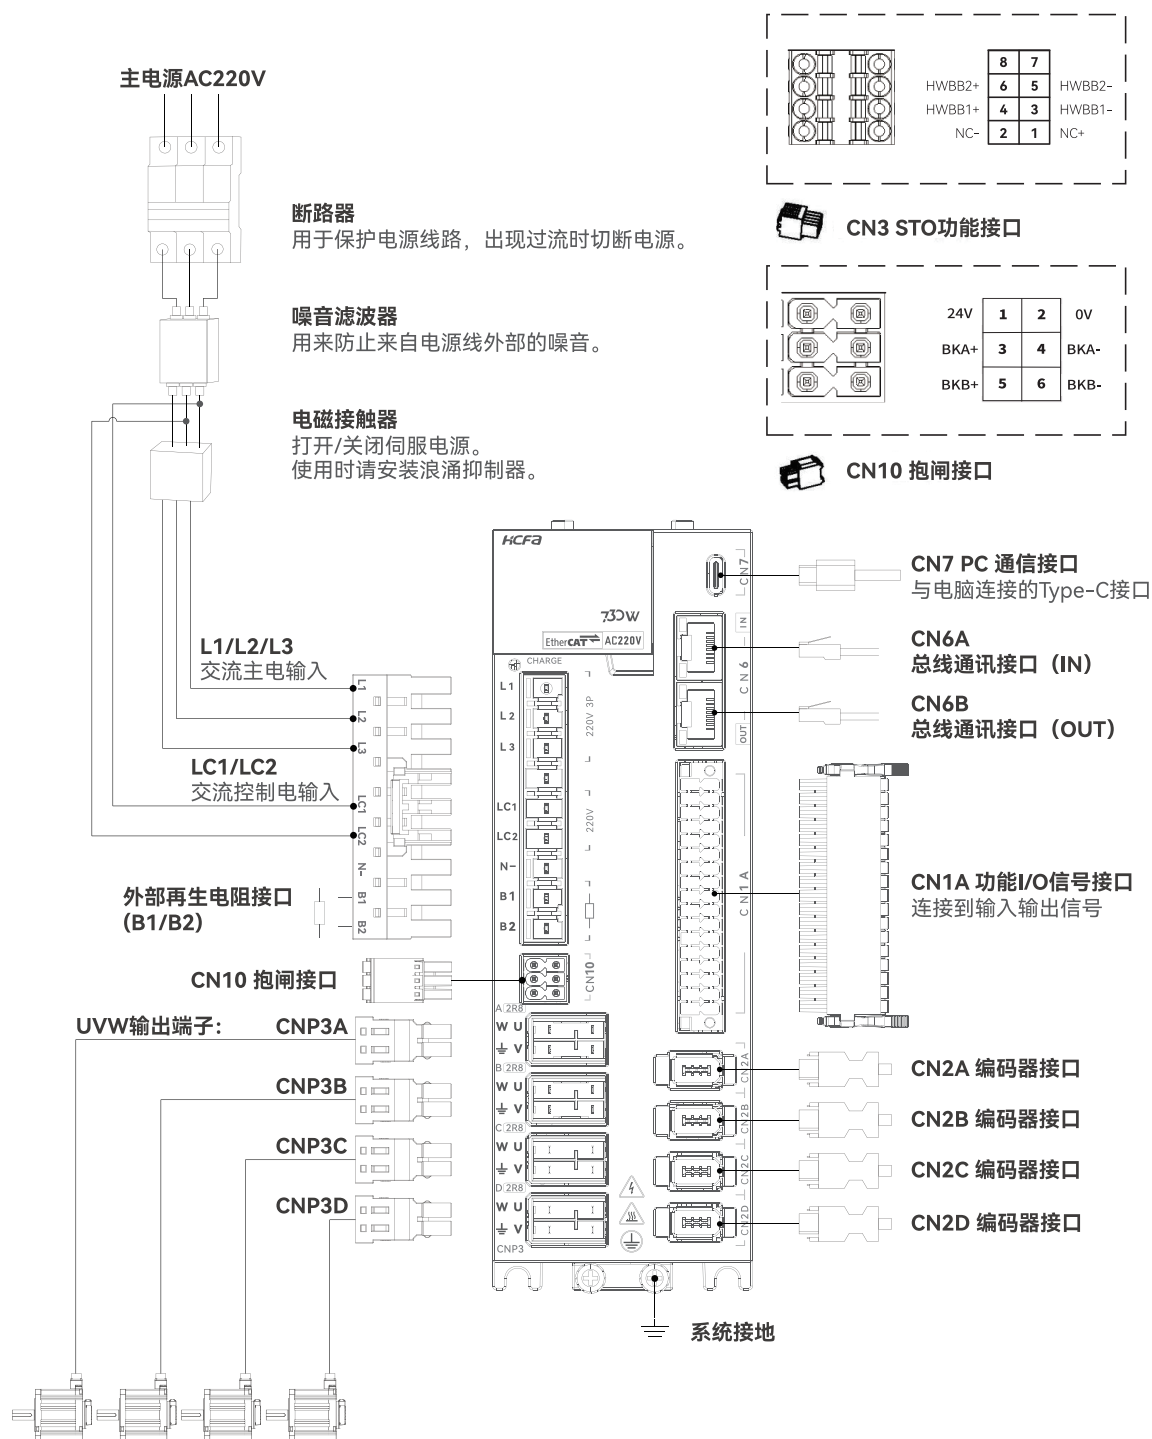 主电源AC220V
断路器
用于保护电源线路，出现过流时切断电源。
噪音滤波器
用来防止来自电源线外部的噪音。
电磁接触器
打开/关闭伺服电源。
使用时请安装浪涌抑制器。
8 7
HWBB2+ 6 5 HWBB2-
HWBB1+ 4 3 HWBB1-
NC- 2 1 NC+
CN3 STO功能接口
24V 1 2 0V
BKA+ 3 4 BKA-
BKB+ 5 6 BKB-
CN10 抱闸接口
HCFA
730W
EtherCAT AC220V
CHARGE
L1
L2
L3
220V 3P
LC1
LC2
220V
N-
B1
B2
CN10
CN7
IN
CN6
OUT
CN1A
A 2R8
W U
V
B 2R8
W U
V
C 2R8
W U
V
D 2R8
W U
V
CNP3
CN2A
CN2B
CN2C
CN2D
L1/L2/L3
交流主电输入
LC1/LC2
交流控制电输入
L1
L2
L3
LC1
LC2
N-
B1
B2
外部再生电阻接口
(B1/B2)
CN10 抱闸接口
UVW输出端子：
CNP3A
CNP3B
CNP3C
CNP3D
CN7 PC 通信接口
与电脑连接的Type-C接口
CN6A
总线通讯接口（IN）
CN6B
总线通讯接口（OUT）
CN1A 功能I/O信号接口
连接到输入输出信号
CN2A 编码器接口
CN2B 编码器接口
CN2C 编码器接口
CN2D 编码器接口
系统接地